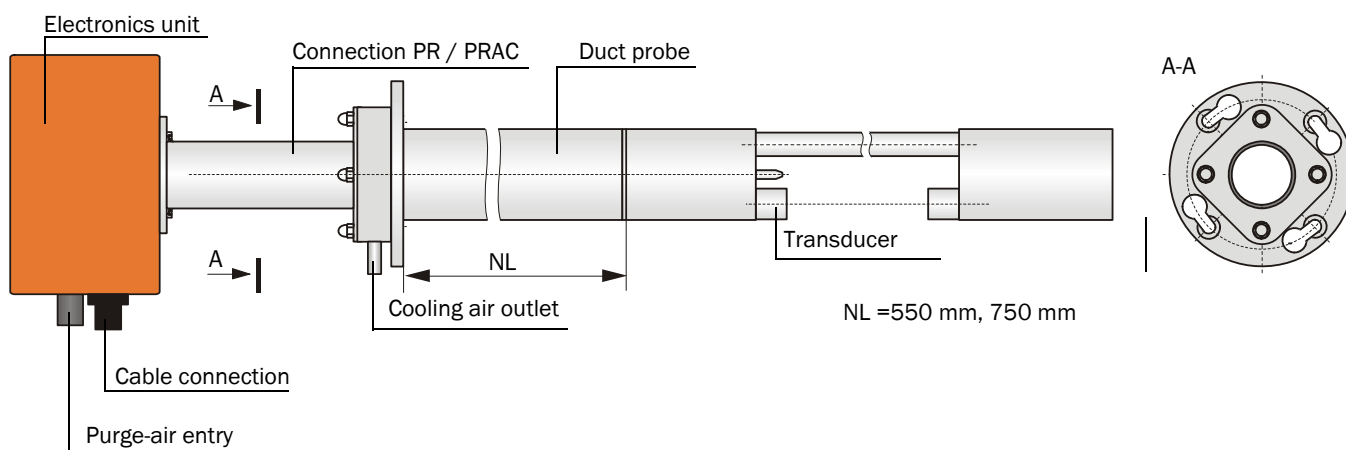 Electronics unit
Connection PR / PRAC
Duct probe
A-A
A
A
NL
Transducer
Cooling air outlet
NL =550 mm, 750 mm
Cable connection
Purge-air entry